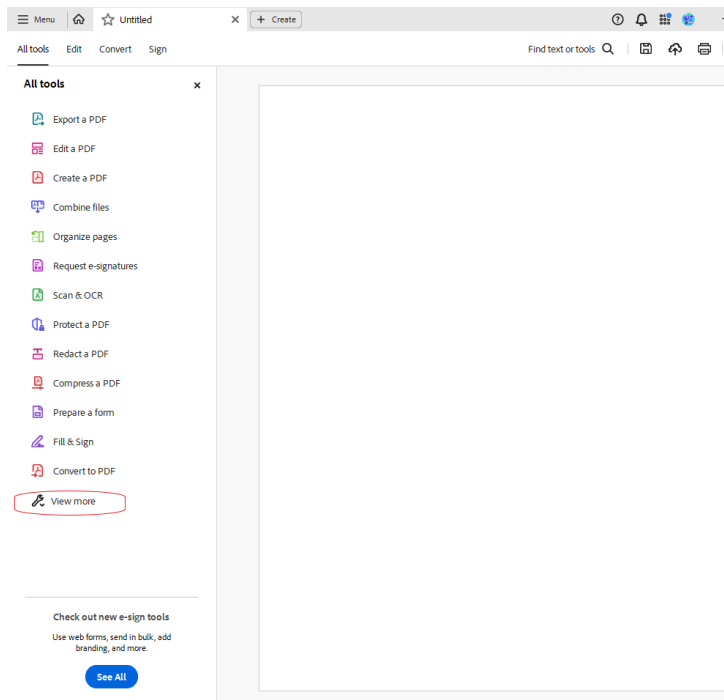 Menu
Untitled
+ Create
All tools
Edit
Convert
Sign
Find text or tools
All tools
Export a PDF
Edit a PDF
Create a PDF
Combine files
Organize pages
Request e-signatures
Scan & OCR
Protect a PDF
Redact a PDF
Compress a PDF
Prepare a form
Fill & Sign
Convert to PDF
View more
Check out new e-sign tools
Use web forms, send in bulk, add
branding, and more.
See All